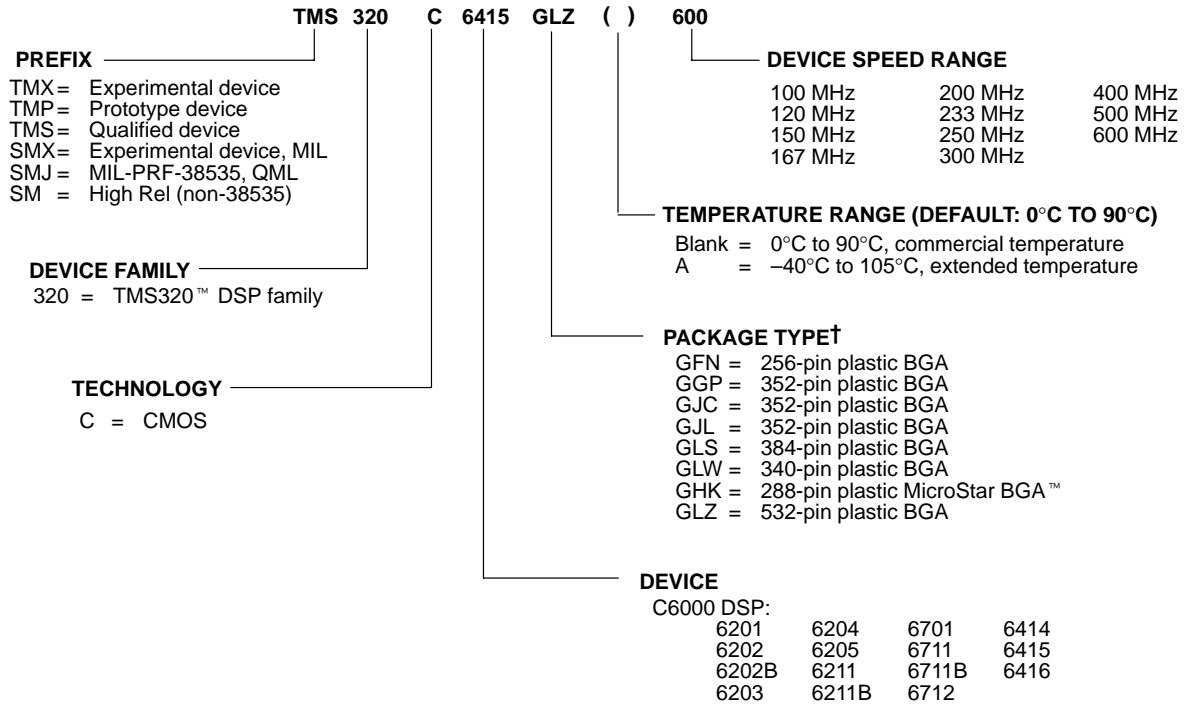 TMS 320 C 6415 GLZ ( ) 600
PREFIX
TMX = Experimental device
TMP = Prototype device
TMS = Qualified device
SMX = Experimental device, MIL
SMJ = MIL-PRF-38535, QML
SM = High Rel (non-38535)
DEVICE SPEED RANGE
100 MHz 200 MHz 400 MHz
120 MHz 233 MHz 500 MHz
150 MHz 250 MHz 600 MHz
167 MHz 300 MHz
TEMPERATURE RANGE (DEFAULT: 0°C TO 90°C)
Blank = 0°C to 90°C, commercial temperature
A = –40°C to 105°C, extended temperature
DEVICE FAMILY
320 = TMS320™ DSP family
PACKAGE TYPE†
GFN = 256-pin plastic BGA
GGP = 352-pin plastic BGA
GJC = 352-pin plastic BGA
GJL = 352-pin plastic BGA
GLS = 384-pin plastic BGA
GLW = 340-pin plastic BGA
GHK = 288-pin plastic MicroStar BGA™
GLZ = 532-pin plastic BGA
TECHNOLOGY
C = CMOS
DEVICE
C6000 DSP:
6201 6204 6701 6414
6202 6205 6711 6415
6202B 6211 6711B 6416
6203 6211B 6712